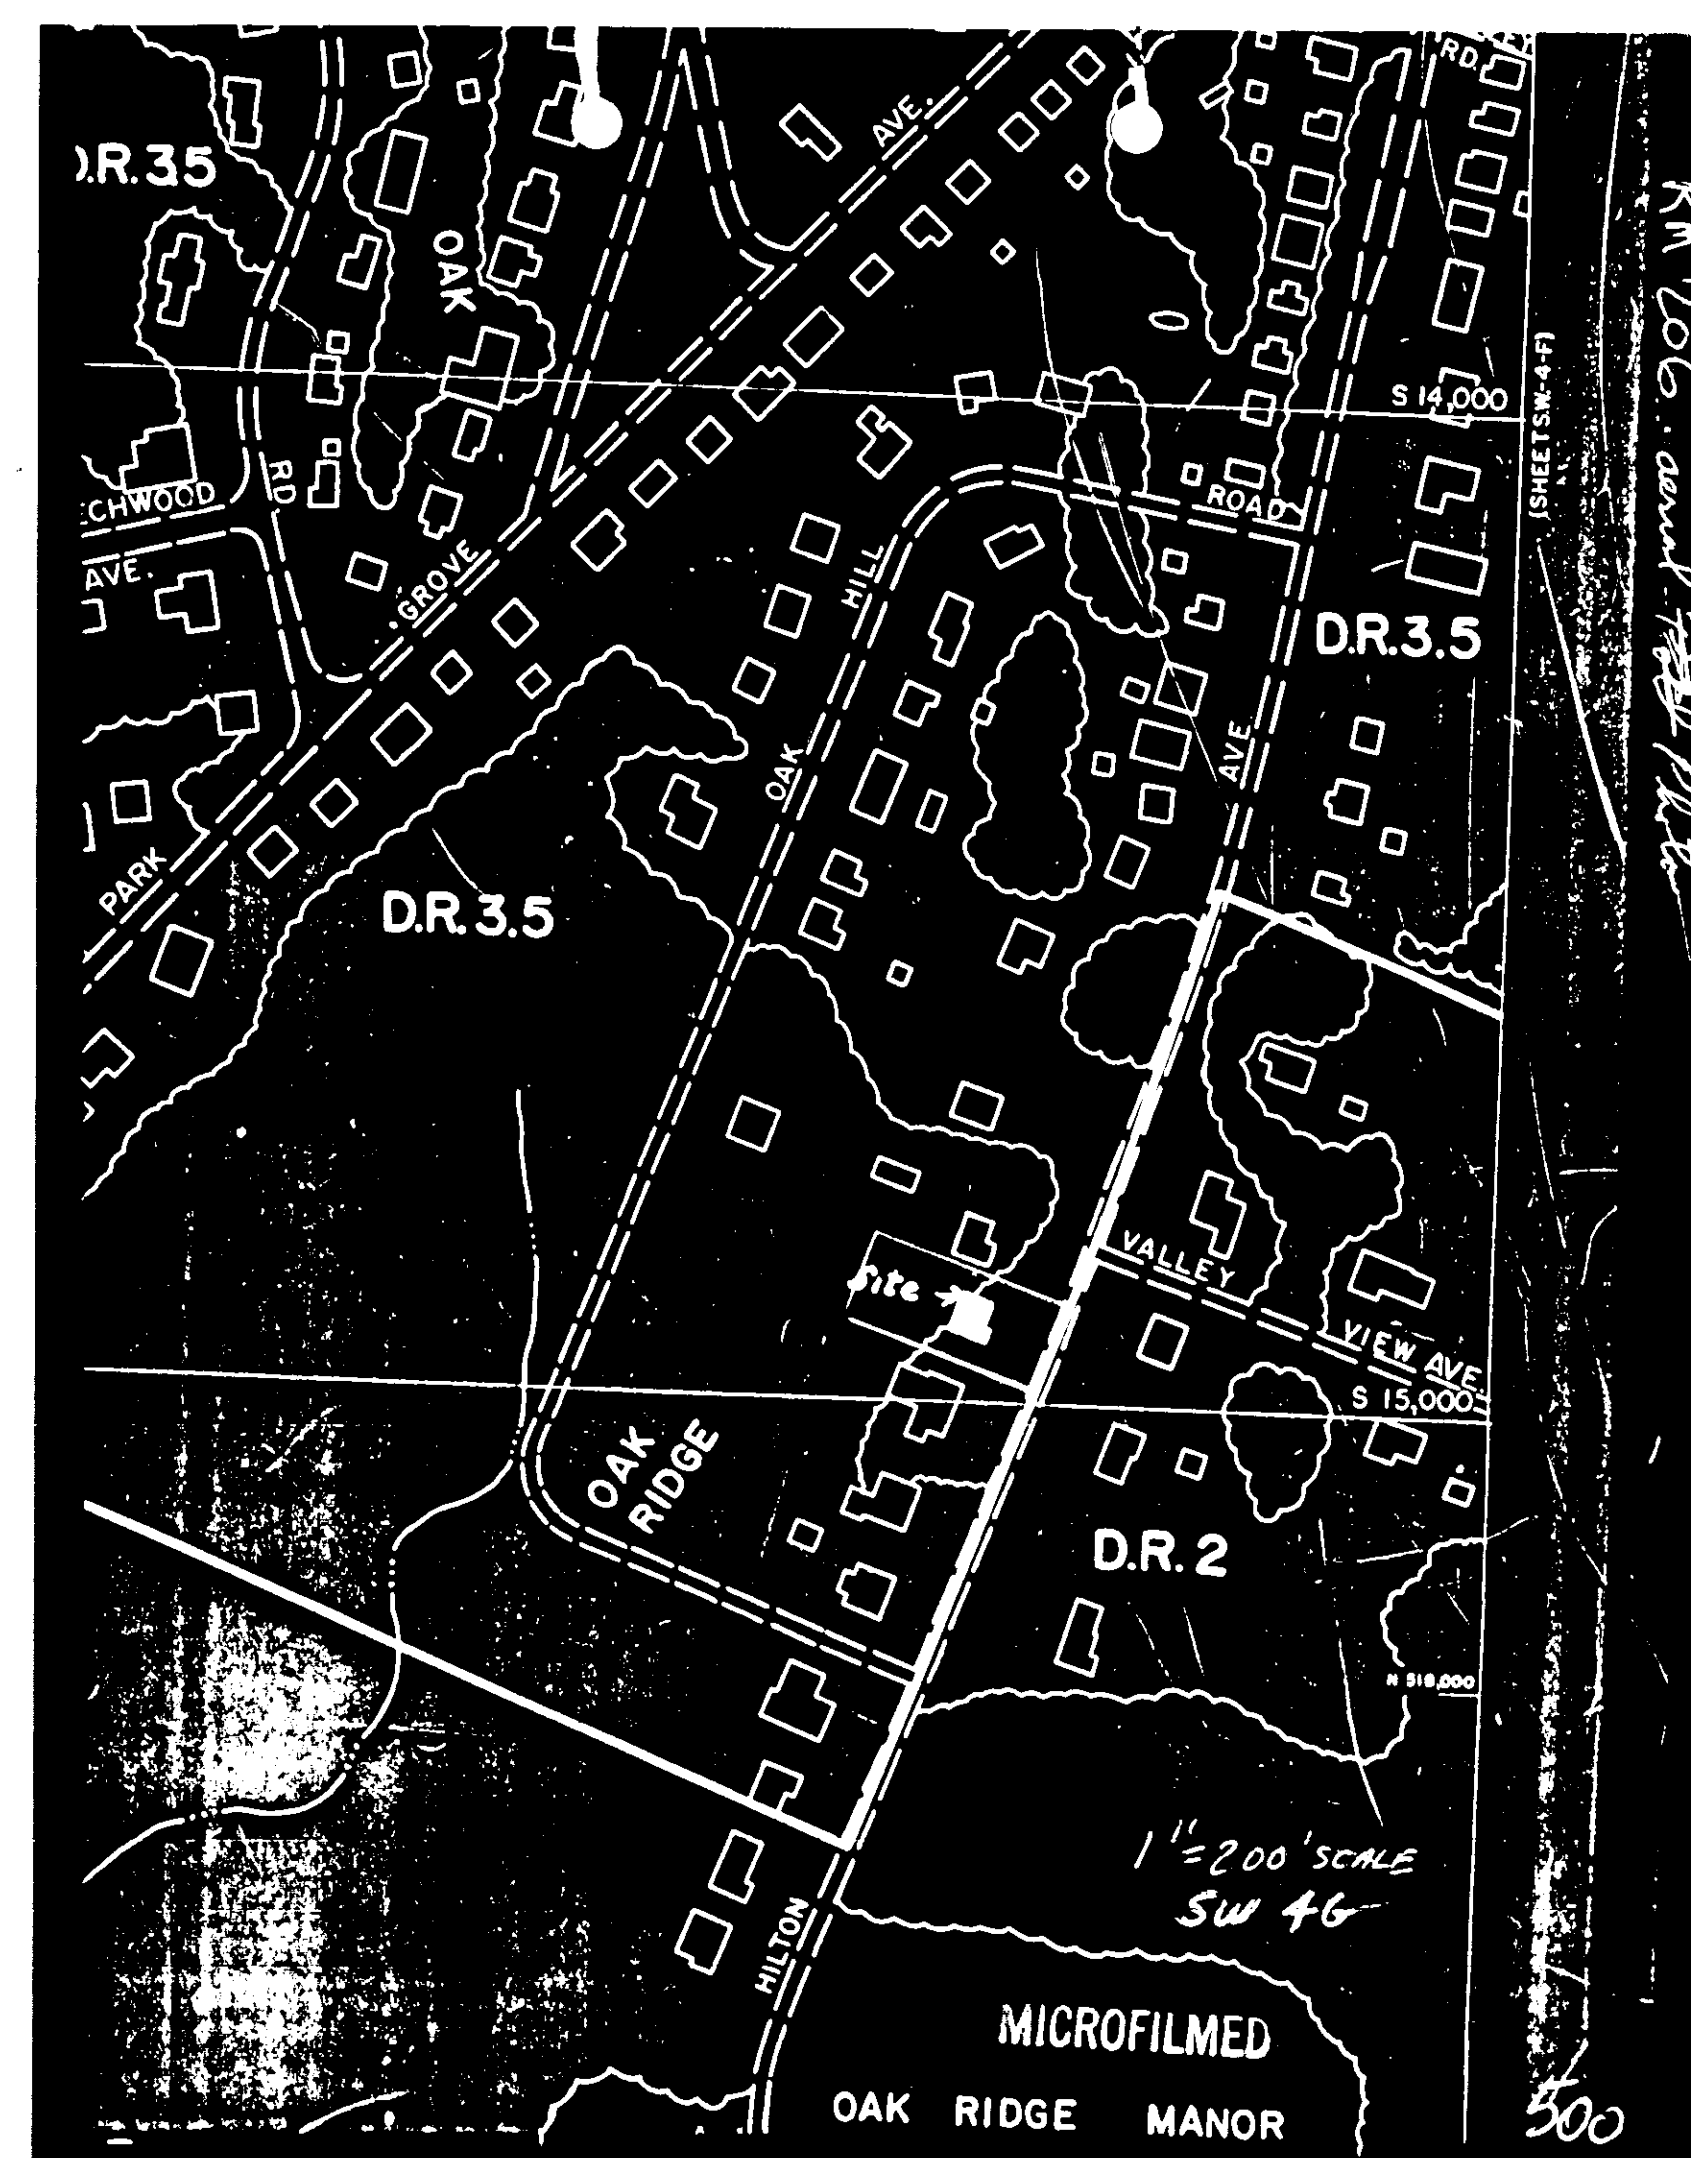 RD.
AVE.
D.R. 3.5
OAK
S 14,000
(SHEET SW-4-F)
RD
ROAD
CHWOOD
AVE.
GROVE
HILL
D.R.3.5
OAK
AVE
PARK
D.R. 3.5
VALLEY
Site
VIEW AVE.
S 15,000
OAK
RIDGE
D.R. 2
N 518,000
1"=200' SCALE
SW 4G
HILTON
MICROFILMED
OAK RIDGE MANOR
500